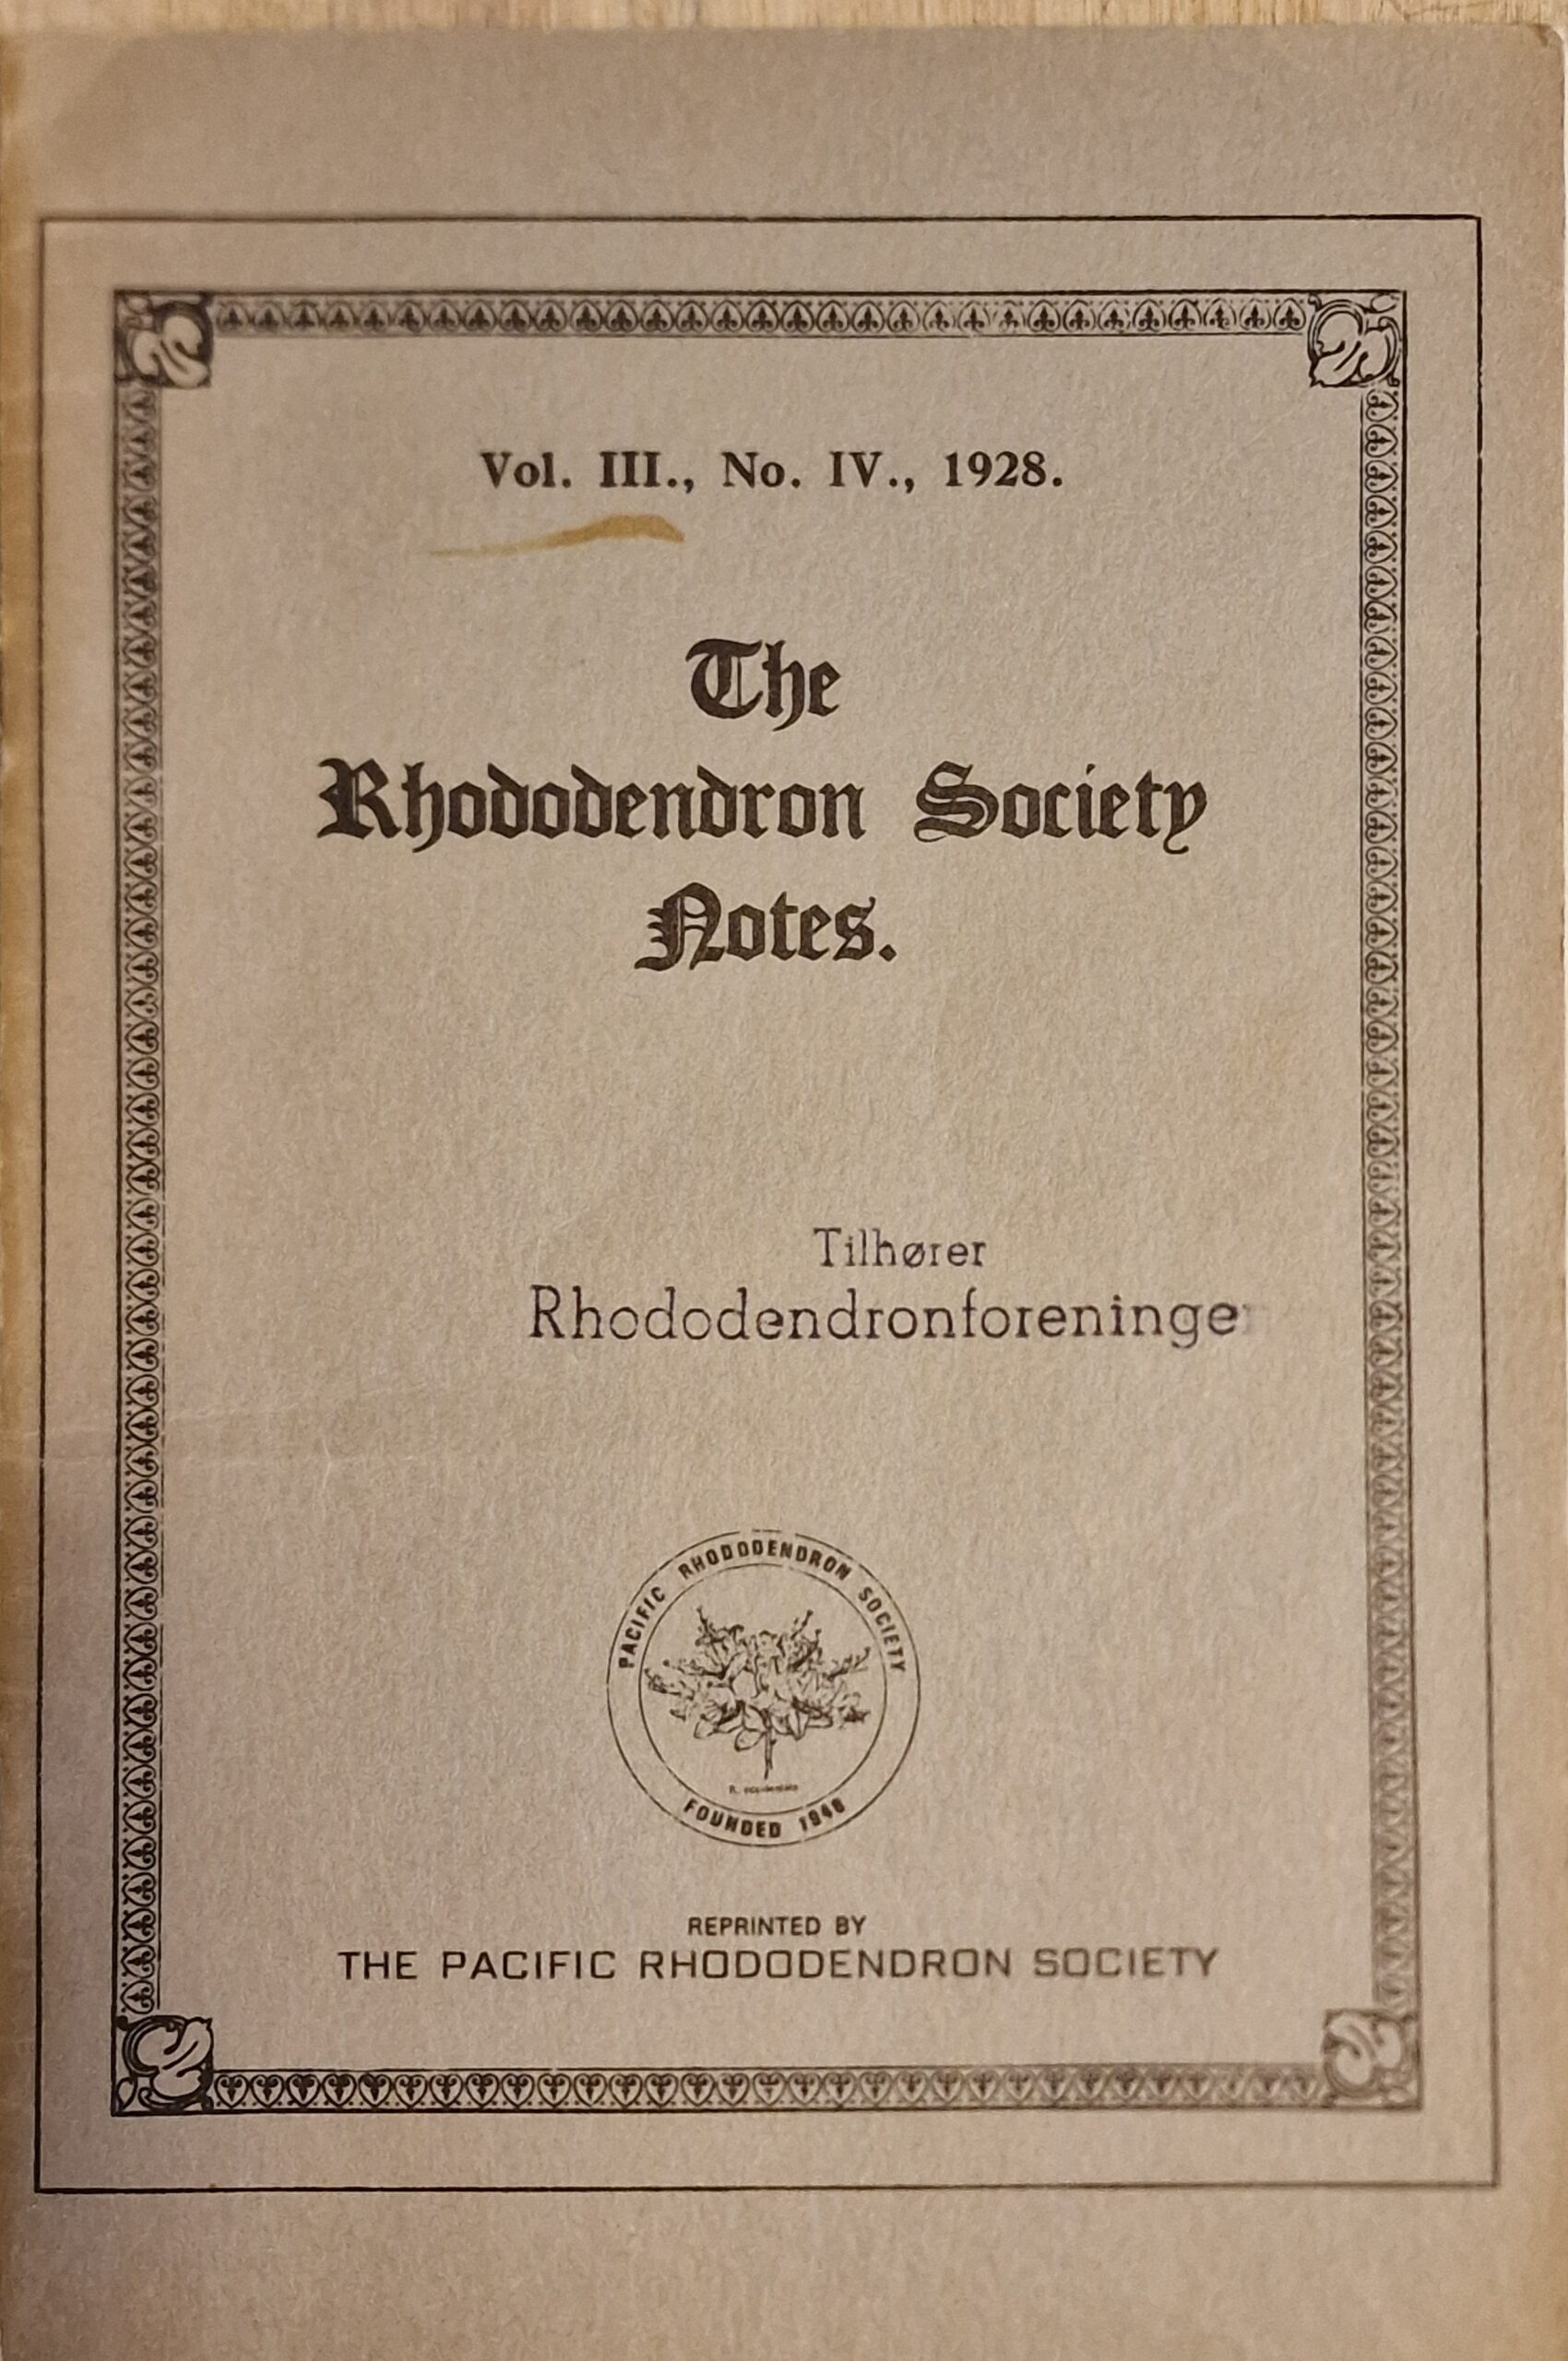 Vol. III., No. IV., 1928.
The
Rhododendron Society
Notes.
Tilhører
Rhododendronforeninge
PACIFIC RHODODENDRON SOCIETY
R.
FOUNDED
REPRINTED BY
THE PACIFIC RHODODENDRON SOCIETY